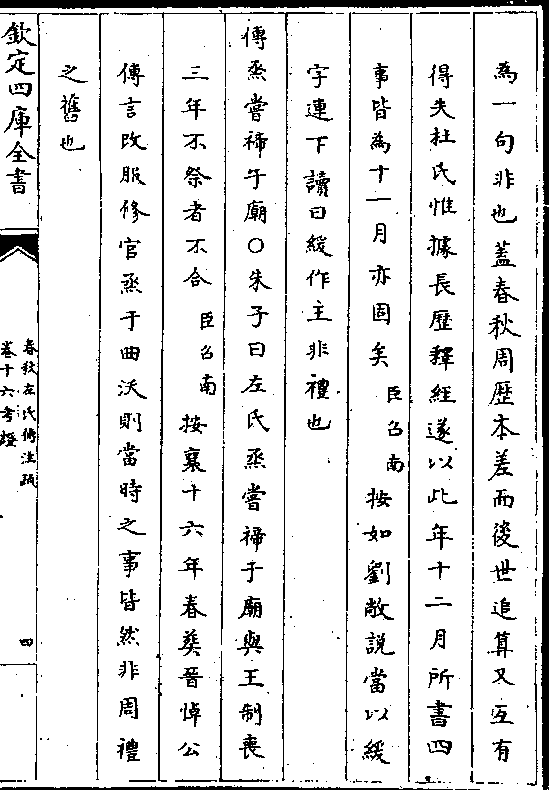 為一句非也蓋春秋周歴本差而後世追算又互有
得失杜氏惟據長歴釋經遂以此年十二月所書四
事皆為十一月亦固矣臣召南按如劉敞説當以緩
字連下讀曰緩作主非禮也
傳烝嘗禘于廟○朱子曰左氏烝嘗禘于廟與王制喪
三年不祭者不合臣召南按襄十六年春葬晉悼公
傳言改服修官烝于曲沃則當時之事皆然非周禮
之舊也
欽定四庫全書
春秋左氏傳注疏
卷十六考證
四